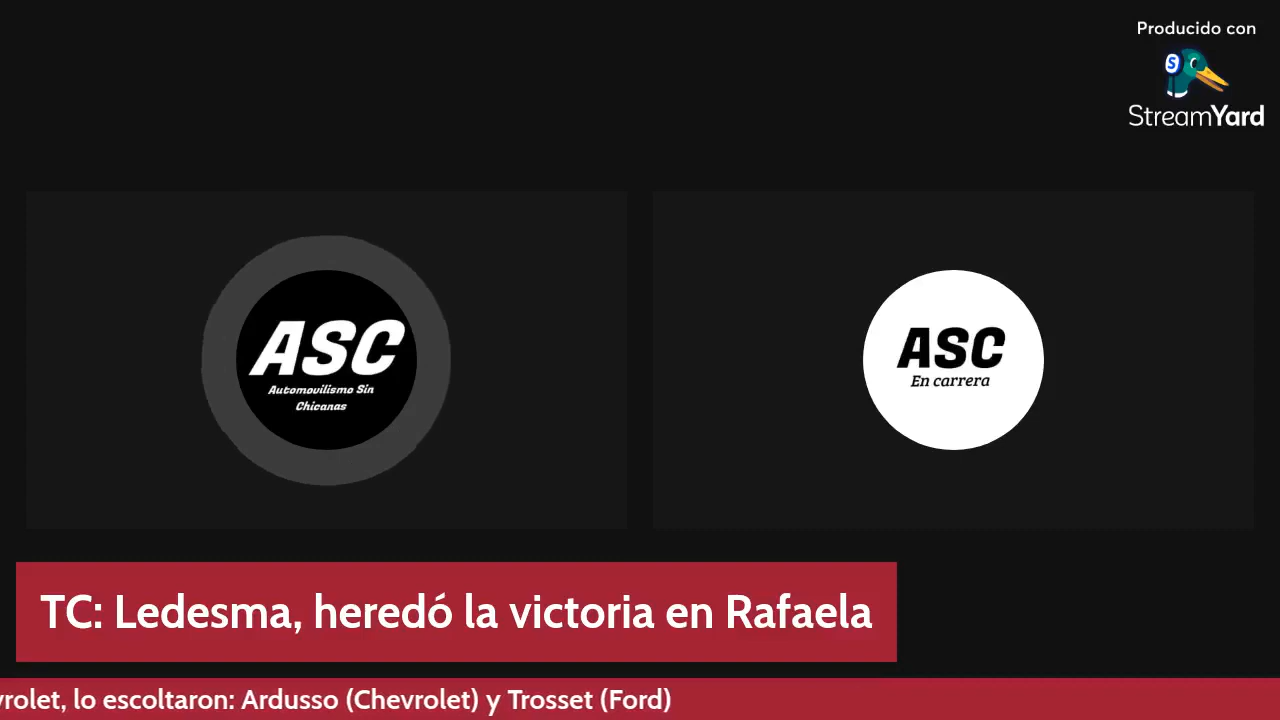 Producido con
S
StreamYard
ASC
Automovilismo Sin
Chicanas
ASC
En carrera
TC: Ledesma, heredó la victoria en Rafaela
vrolet, lo escoltaron: Ardusso (Chevrolet) y Trosset (Ford)